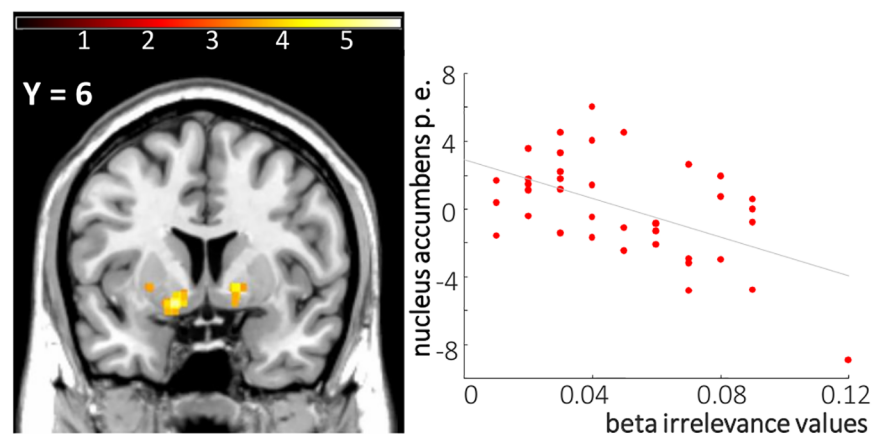 1 2 3 4 5
Y = 6
nucleus accumbens p. e.
8
4
0
-4
-8
0 0.04 0.08 0.12
beta irrelevance values